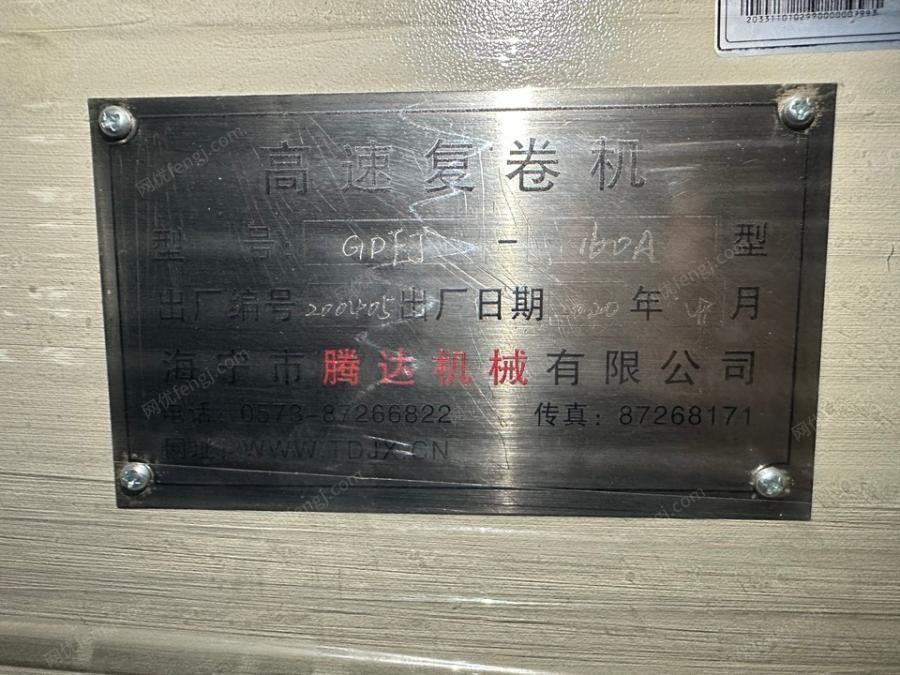 2033110102990000007993
高速复卷机
型 号: GPFJ - 160A 型
出厂编号 200405 出厂日期 2020 年 4 月
海宁市腾达机械有限公司
电话: 0573-87266822 传真: 87268171
网址: WWW.TDJX.CN